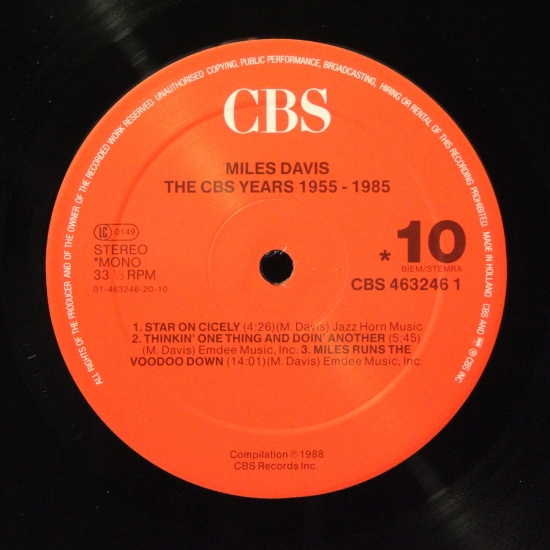 ALL RIGHTS OF THE PRODUCER AND OF THE OWNER OF THE RECORDED WORK RESERVED. UNAUTHORISED COPYING, PUBLIC PERFORMANCE, BROADCASTING, HIRING OR RENTAL OF THIS RECORDING PROHIBITED. MADE IN HOLLAND CBS AND ℗ CBS INC.
CBS
MILES DAVIS
THE CBS YEARS 1955 - 1985
LC 0149
STEREO
*MONO
33 1/3 RPM
01-463246-20-10
*10
BIEM/STEMRA
CBS 463246 1
1. STAR ON CICELY (4:26)(M. Davis) Jazz Horn Music
2. THINKIN' ONE THING AND DOIN' ANOTHER (5:45)
(M. Davis) Emdee Music, Inc. 3. MILES RUNS THE
VOODOO DOWN (14:01)(M. Davis) Emdee Music, Inc.
Compilation ℗ 1988
CBS Records Inc.